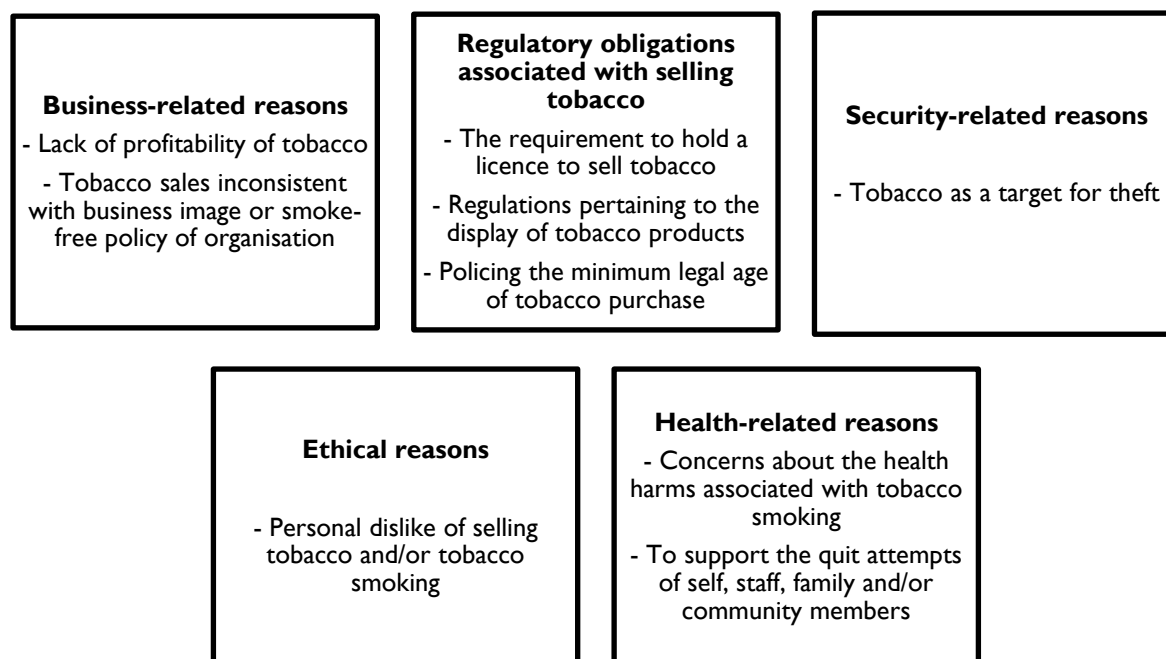 Business-related reasons
- Lack of profitability of tobacco
- Tobacco sales inconsistent
with business image or smoke-
free policy of organisation
Regulatory obligations
associated with selling
tobacco
- The requirement to hold a
licence to sell tobacco
- Regulations pertaining to the
display of tobacco products
- Policing the minimum legal age
of tobacco purchase
Security-related reasons
- Tobacco as a target for theft
Ethical reasons
- Personal dislike of selling
tobacco and/or tobacco
smoking
Health-related reasons
- Concerns about the health
harms associated with tobacco
smoking
- To support the quit attempts
of self, staff, family and/or
community members